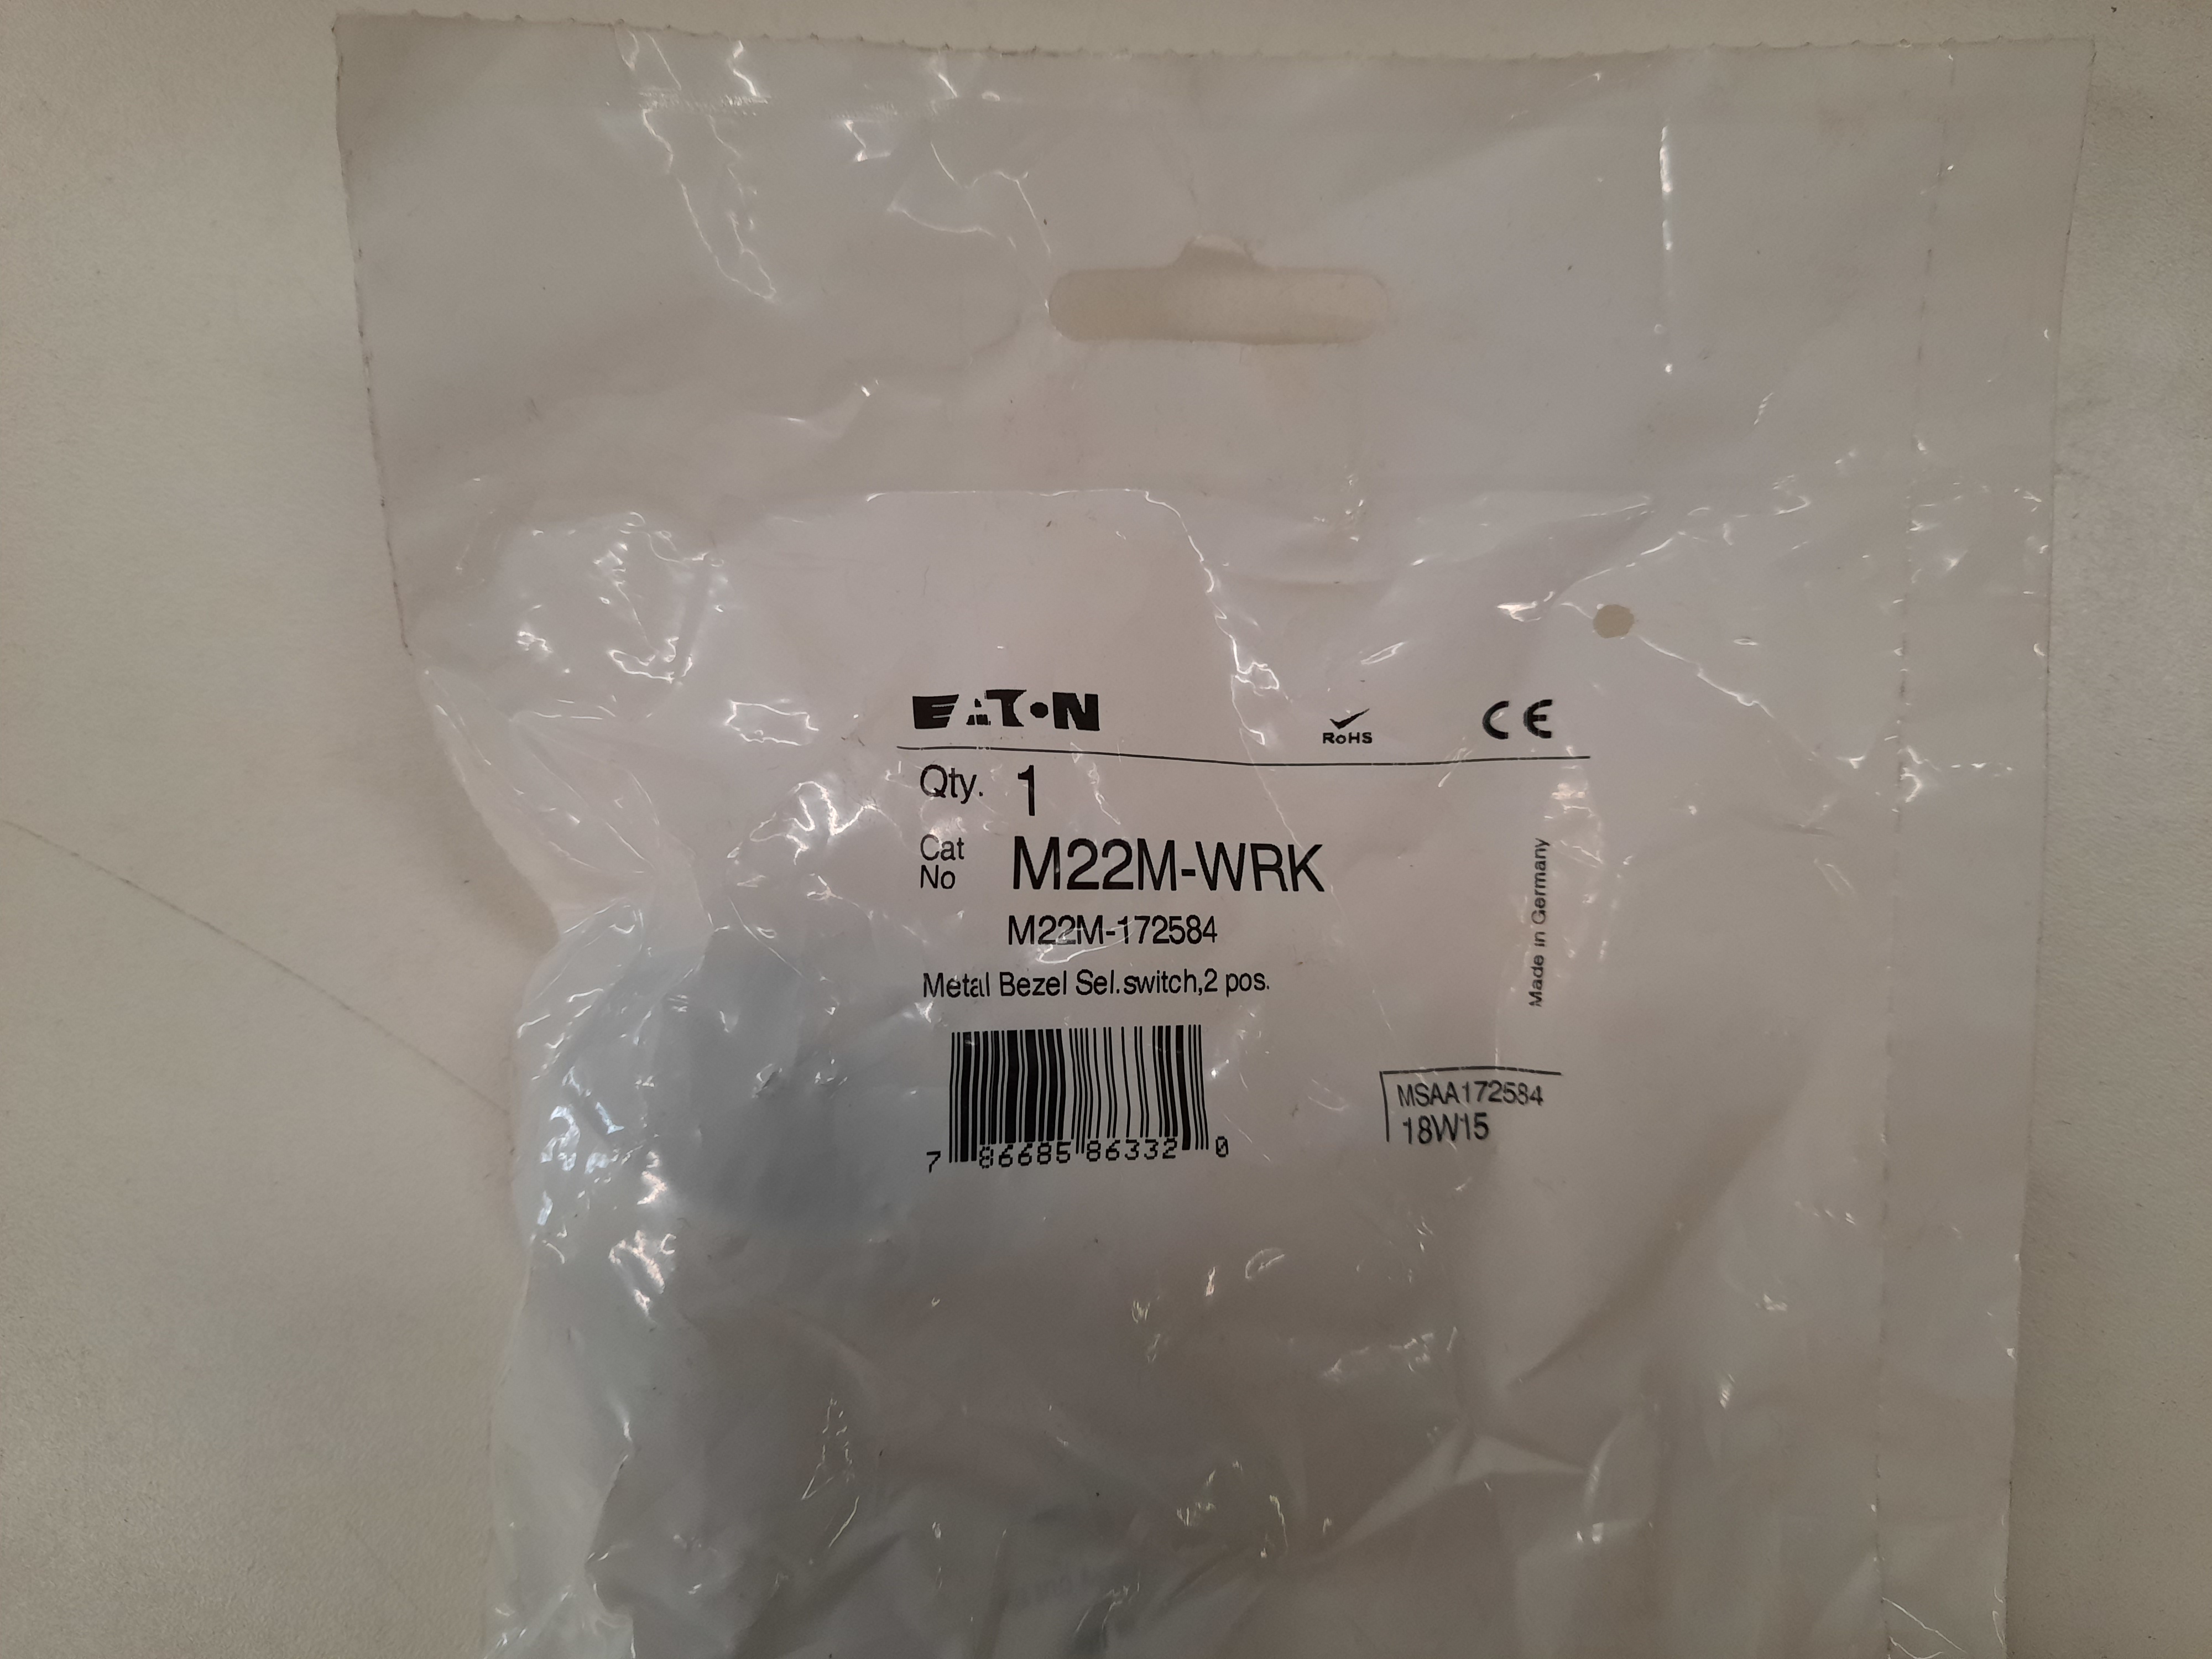 EATON
RoHS
CE
Qty. 1
Cat No M22M-WRK
M22M-172584
Metal Bezel Sel.switch,2 pos.
Made in Germany
7 86685 86332 0
MSAA172584
18W15